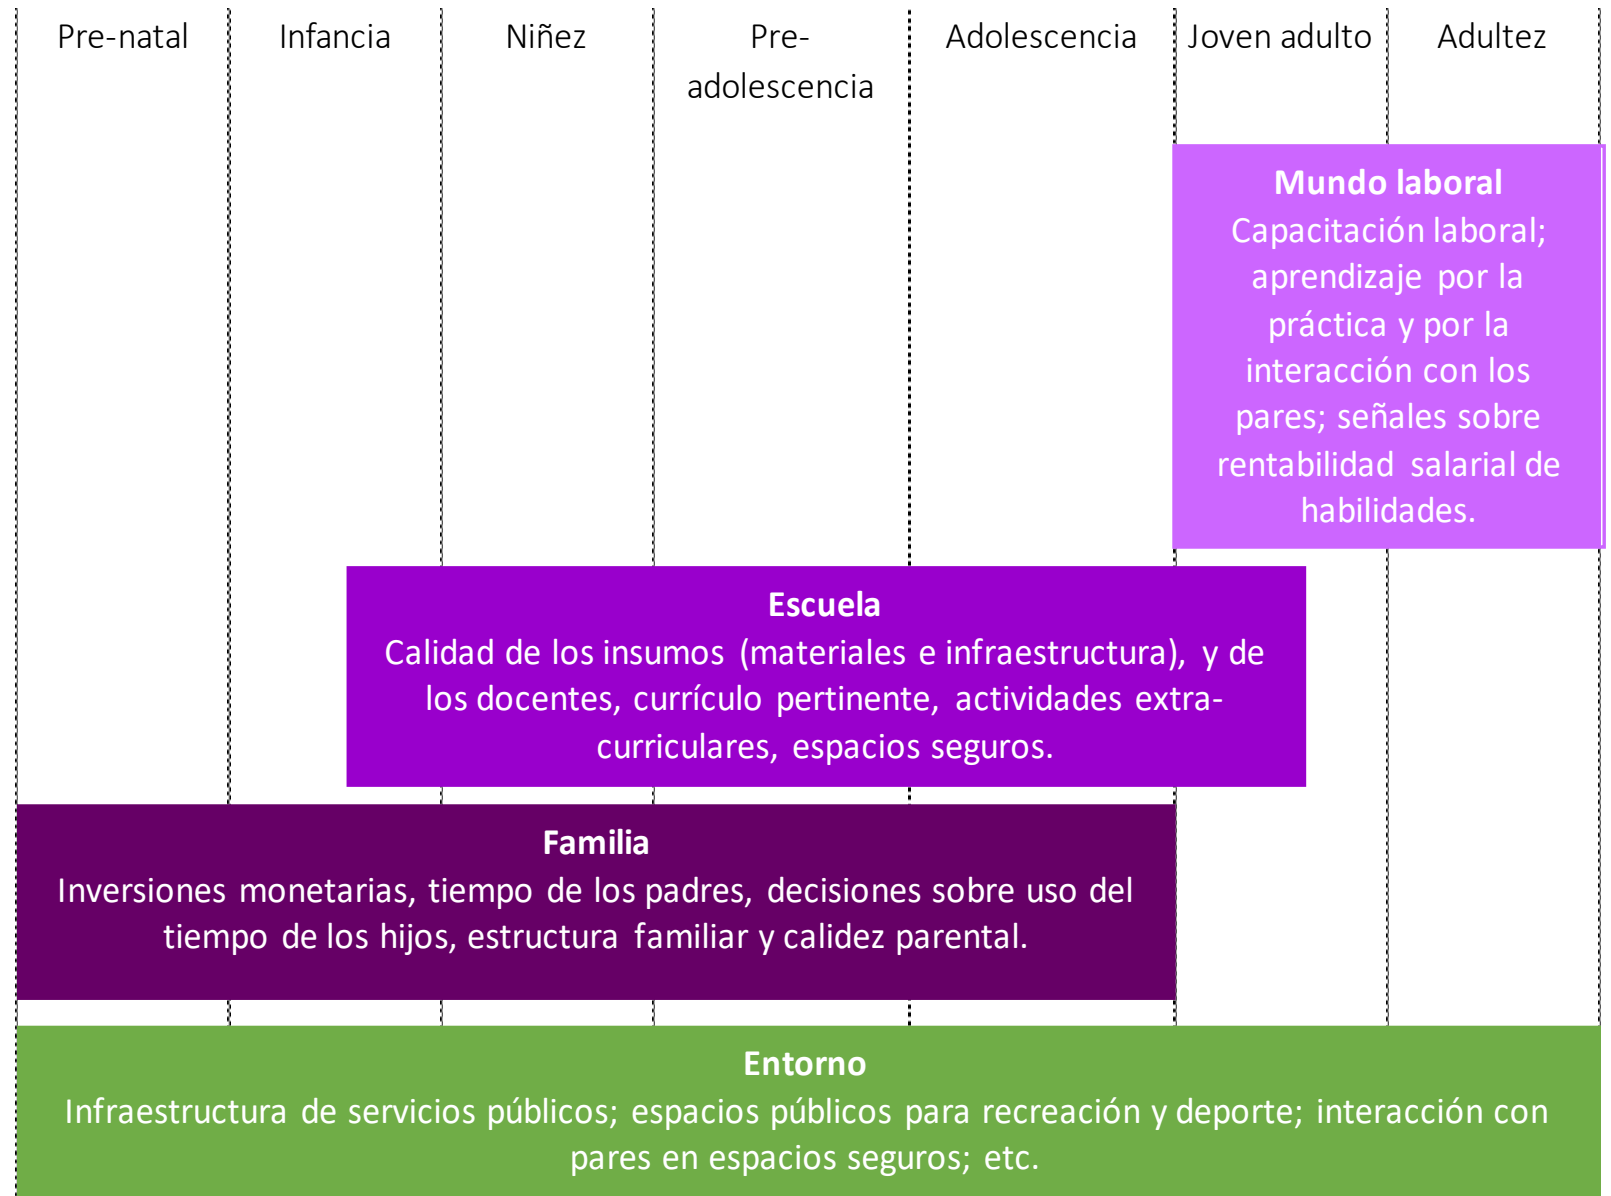 Pre-natal
Infancia
Niñez
Pre-
adolescencia
Adolescencia
Joven adulto
Adultez
Mundo laboral
Capacitación laboral;
aprendizaje por la
práctica y por la
interacción con los
pares; señales sobre
rentabilidad salarial de
habilidades.
Escuela
Calidad de los insumos (materiales e infraestructura), y de
los docentes, currículo pertinente, actividades extra-
curriculares, espacios seguros.
Familia
Inversiones monetarias, tiempo de los padres, decisiones sobre uso del
tiempo de los hijos, estructura familiar y calidez parental.
Entorno
Infraestructura de servicios públicos; espacios públicos para recreación y deporte; interacción con
pares en espacios seguros; etc.